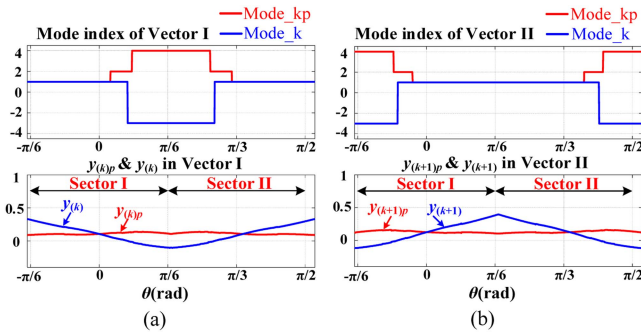 Mode_kp
Mode_k
Mode index of Vector I
4
2
0
-2
-4
-π/6
0
π/6
π/3
π/2
y(k)p & y(k) in Vector I
1
0.5
0
Sector I
Sector II
y(k)
y(k)p
-π/6
0
π/6
π/3
π/2
θ(rad)
(a)
Mode_kp
Mode_k
Mode index of Vector II
4
2
0
-2
-4
-π/6
0
π/6
π/3
π/2
y(k+1)p & y(k+1) in Vector II
1
0.5
0
Sector I
Sector II
y(k+1)p
y(k+1)
-π/6
0
π/6
π/3
π/2
θ(rad)
(b)